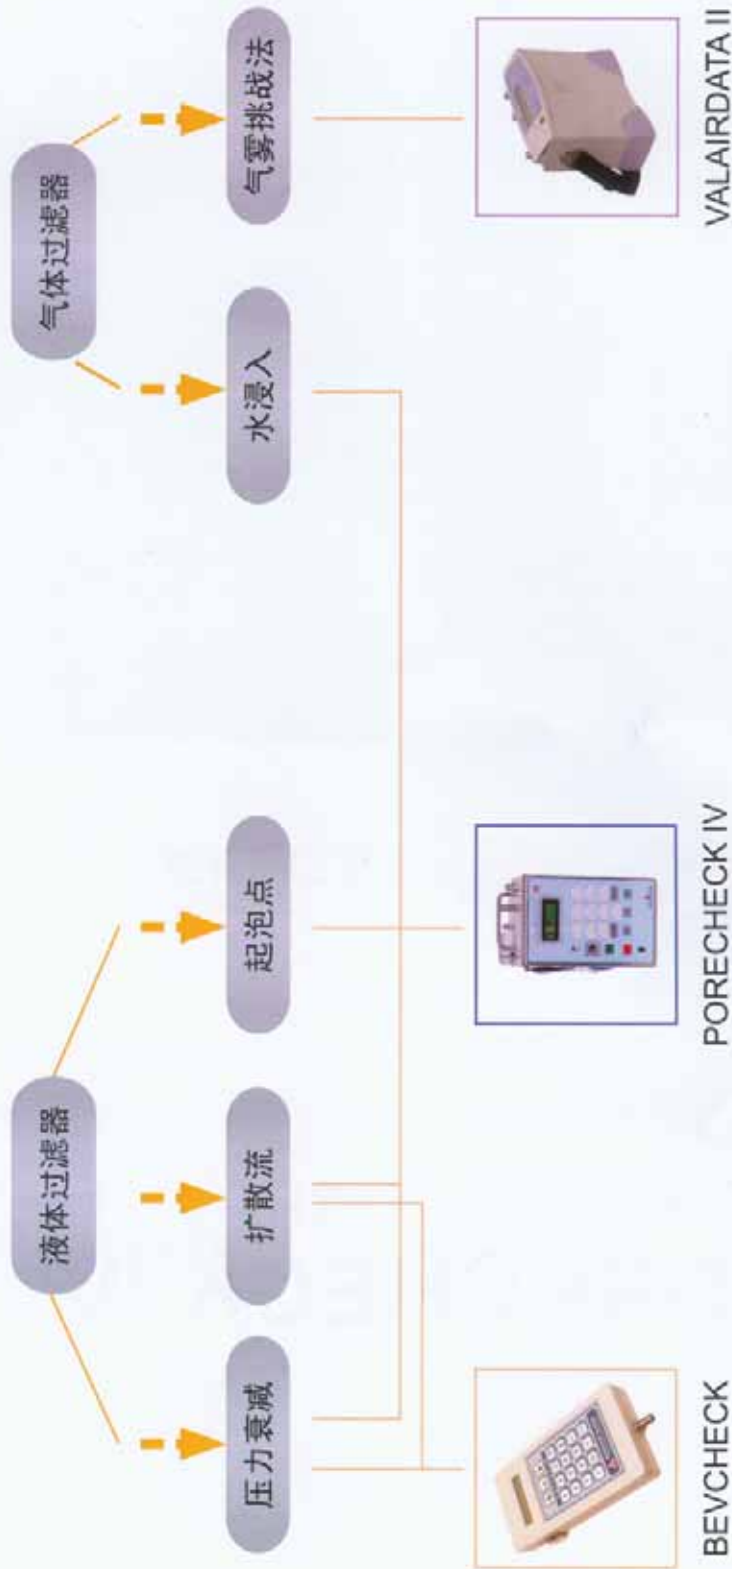 液体过滤器
气体过滤器
压力衰减
扩散流
起泡点
水浸入
气雾挑战法
BEVCHECK
PORECHECK IV
VALAIRDATA II